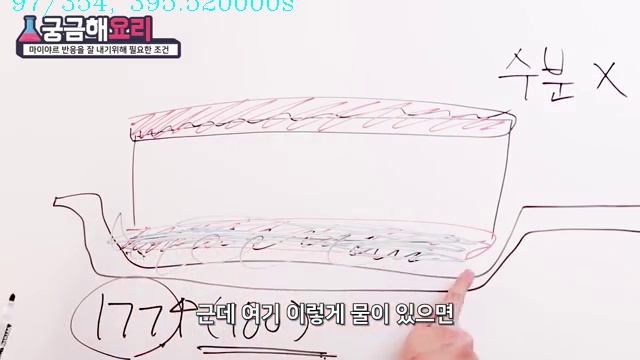 97/354, 395.520000s
궁금해요리
마이야르 반응을 잘 내기위해 필요한 조건
수분 X
근데 여기 이렇게 물이 있으면